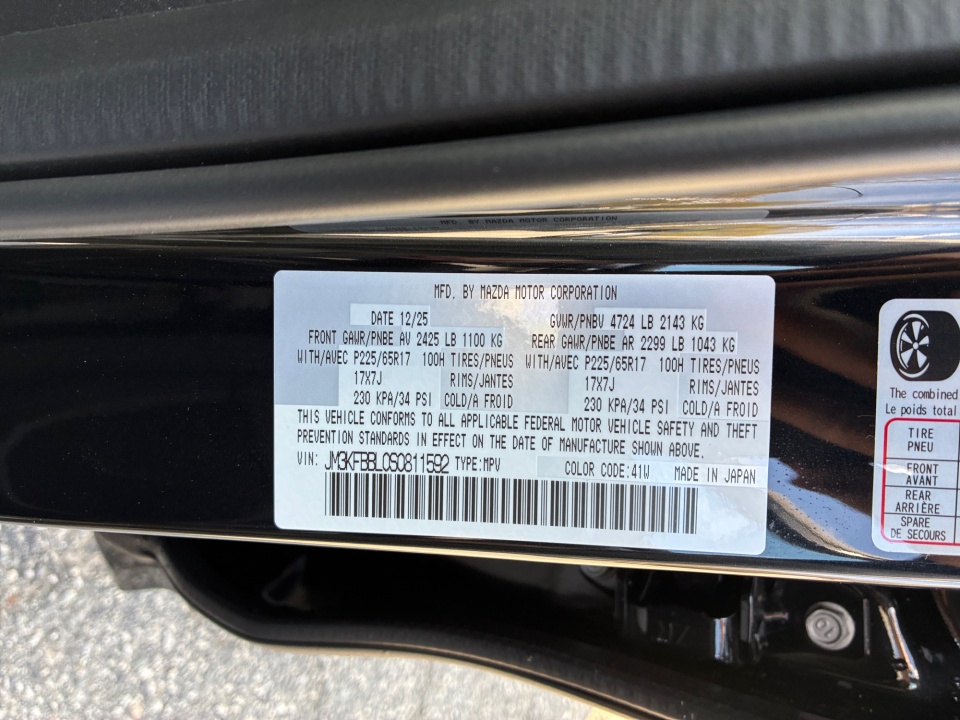 MFD. BY MAZDA MOTOR CORPORATION
MFD. BY MAZDA MOTOR CORPORATION
DATE 12/25 GVWR/PNBV 4724 LB 2143 KG
FRONT GAWR/PNBE AV 2425 LB 1100 KG REAR GAWR/PNBE AR 2299 LB 1043 KG
WITH/AVEC P225/65R17 100H TIRES/PNEUS WITH/AVEC P225/65R17 100H TIRES/PNEUS
17X7J RIMS/JANTES 17X7J RIMS/JANTES
230 KPA/34 PSI COLD/A FROID 230 KPA/34 PSI COLD/A FROID
THIS VEHICLE CONFORMS TO ALL APPLICABLE FEDERAL MOTOR VEHICLE SAFETY AND THEFT
PREVENTION STANDARDS IN EFFECT ON THE DATE OF MANUFACTURE SHOWN ABOVE.
VIN: JM3KFBBL0S0811592 TYPE:MPV COLOR CODE:41W MADE IN JAPAN
The combined
Le poids total
TIRE
PNEU
FRONT
AVANT
REAR
ARRIÈRE
SPARE
DE SECOURS